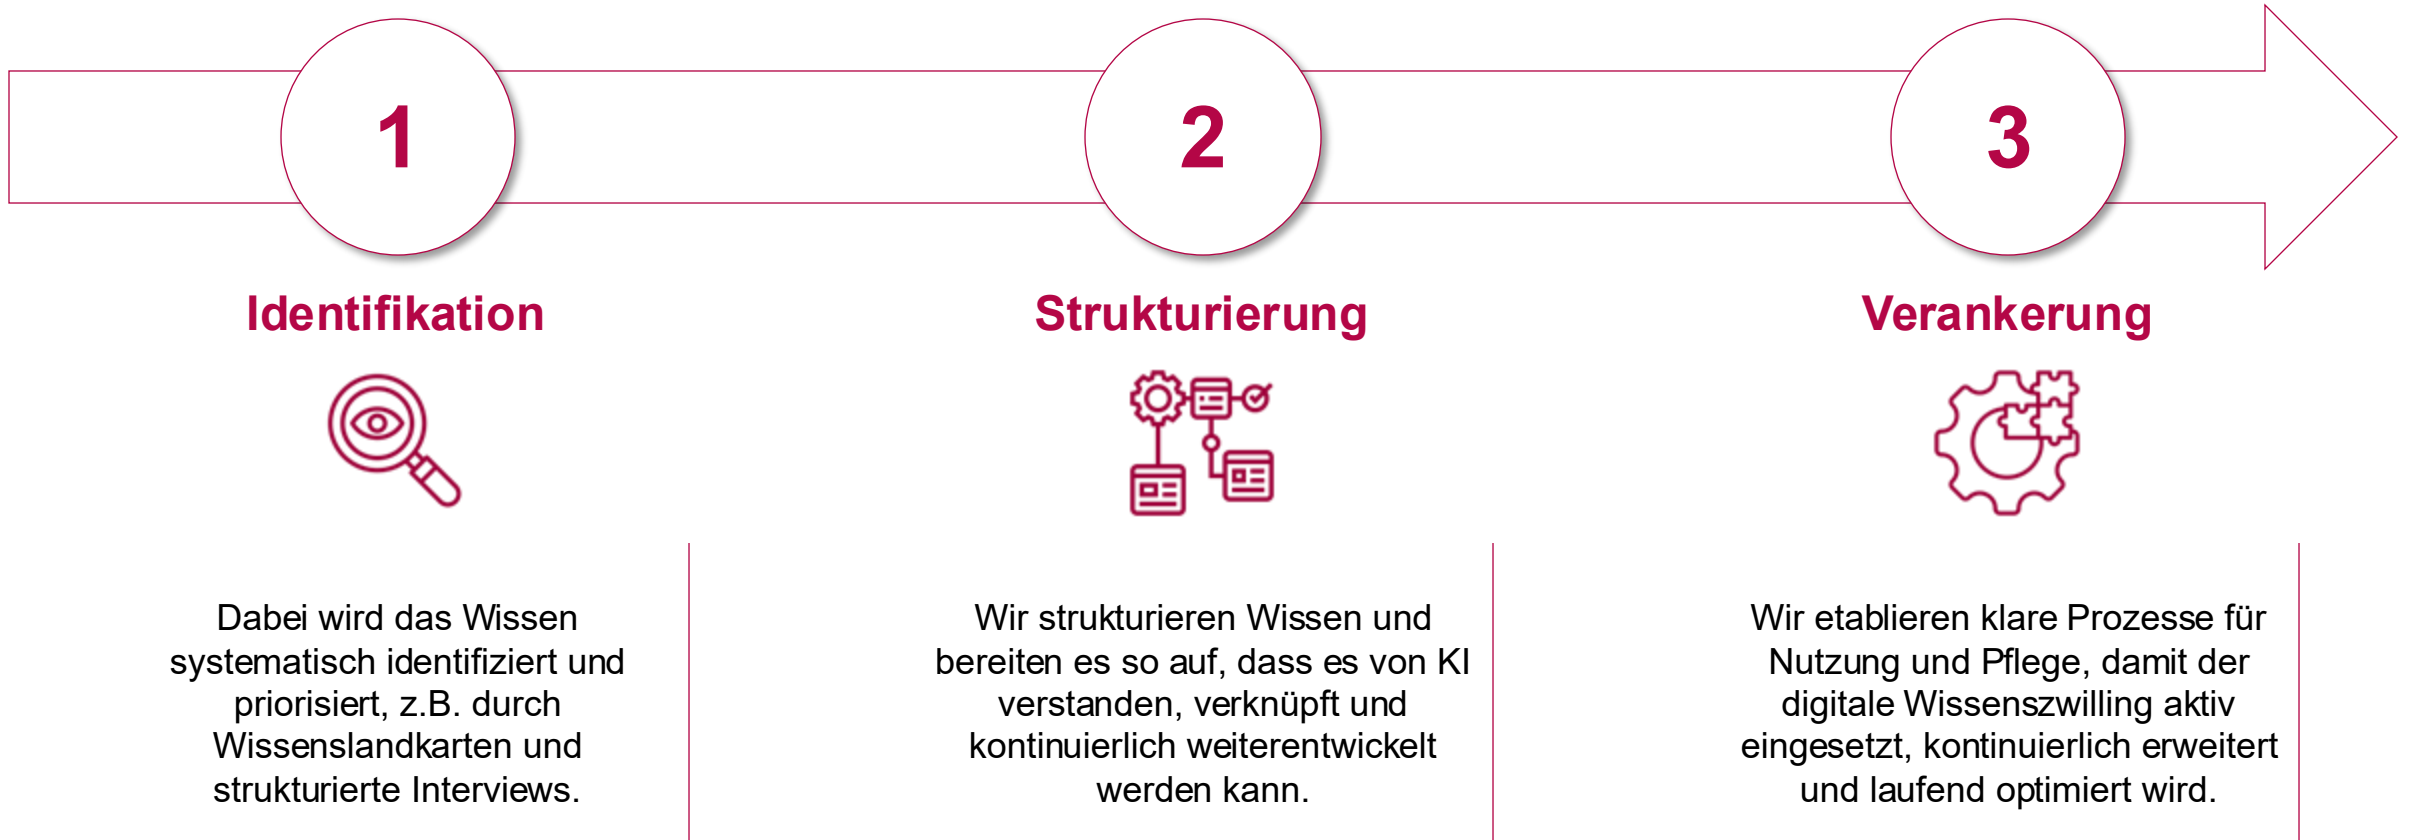 1
2
3
Identifikation
Strukturierung
Verankerung
Dabei wird das Wissen
systematisch identifiziert und
priorisiert, z.B. durch
Wissenslandkarten und
strukturierte Interviews.
Wir strukturieren Wissen und
bereiten es so auf, dass es von KI
verstanden, verknüpft und
kontinuierlich weiterentwickelt
werden kann.
Wir etablieren klare Prozesse für
Nutzung und Pflege, damit der
digitale Wissenszwilling aktiv
eingesetzt, kontinuierlich erweitert
und laufend optimiert wird.